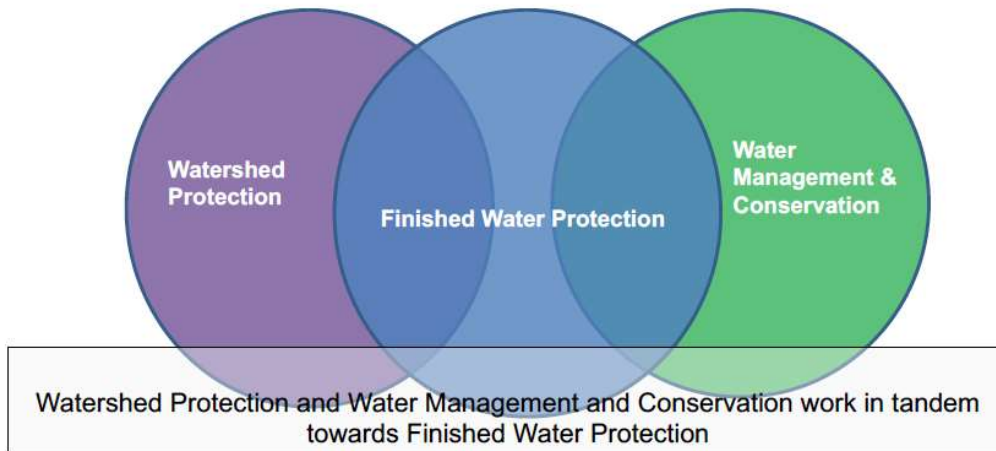 Watershed
Protection
Finished Water Protection
Water
Management &
Conservation
Watershed Protection and Water Management and Conservation work in tandem
towards Finished Water Protection